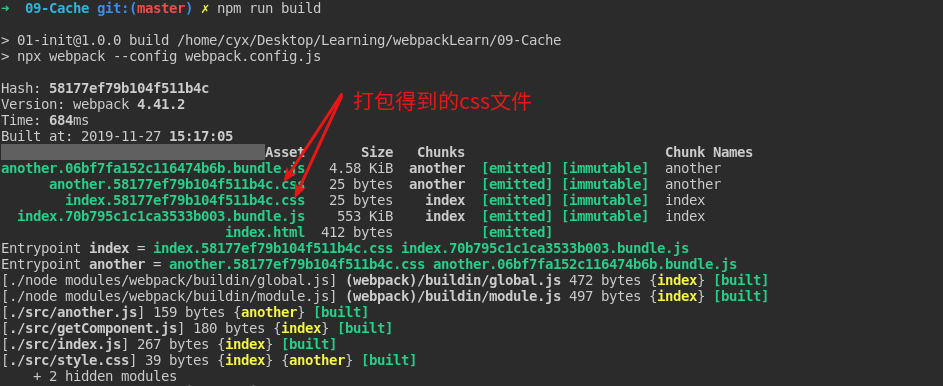 ➜ 09-Cache git:(master) ✗ npm run build
> 01-init@1.0.0 build /home/cyx/Desktop/Learning/webpackLearn/09-Cache
> npx webpack --config webpack.config.js
Hash: 58177ef79b104f511b4c
Version: webpack 4.41.2
打包得到的css文件
Time: 684ms
Built at: 2019-11-27 15:17:05
Asset Size Chunks Chunk Names
another.06bf7fa152c116474b6b.bundle.js 4.58 KiB another [emitted] [immutable] another
another.58177ef79b104f511b4c.css 25 bytes another [emitted] [immutable] another
index.58177ef79b104f511b4c.css 25 bytes index [emitted] [immutable] index
index.70b795c1c1ca3533b003.bundle.js 553 KiB index [emitted] [immutable] index
index.html 412 bytes [emitted]
Entrypoint index = index.58177ef79b104f511b4c.css index.70b795c1c1ca3533b003.bundle.js
Entrypoint another = another.58177ef79b104f511b4c.css another.06bf7fa152c116474b6b.bundle.js
[./node modules/webpack/buildin/global.js] (webpack)/buildin/global.js 472 bytes {index} [built]
[./node modules/webpack/buildin/module.js] (webpack)/buildin/module.js 497 bytes {index} [built]
[./src/another.js] 159 bytes {another} [built]
[./src/getComponent.js] 180 bytes {index} [built]
[./src/index.js] 267 bytes {index} [built]
[./src/style.css] 39 bytes {index} {another} [built]
+ 2 hidden modules